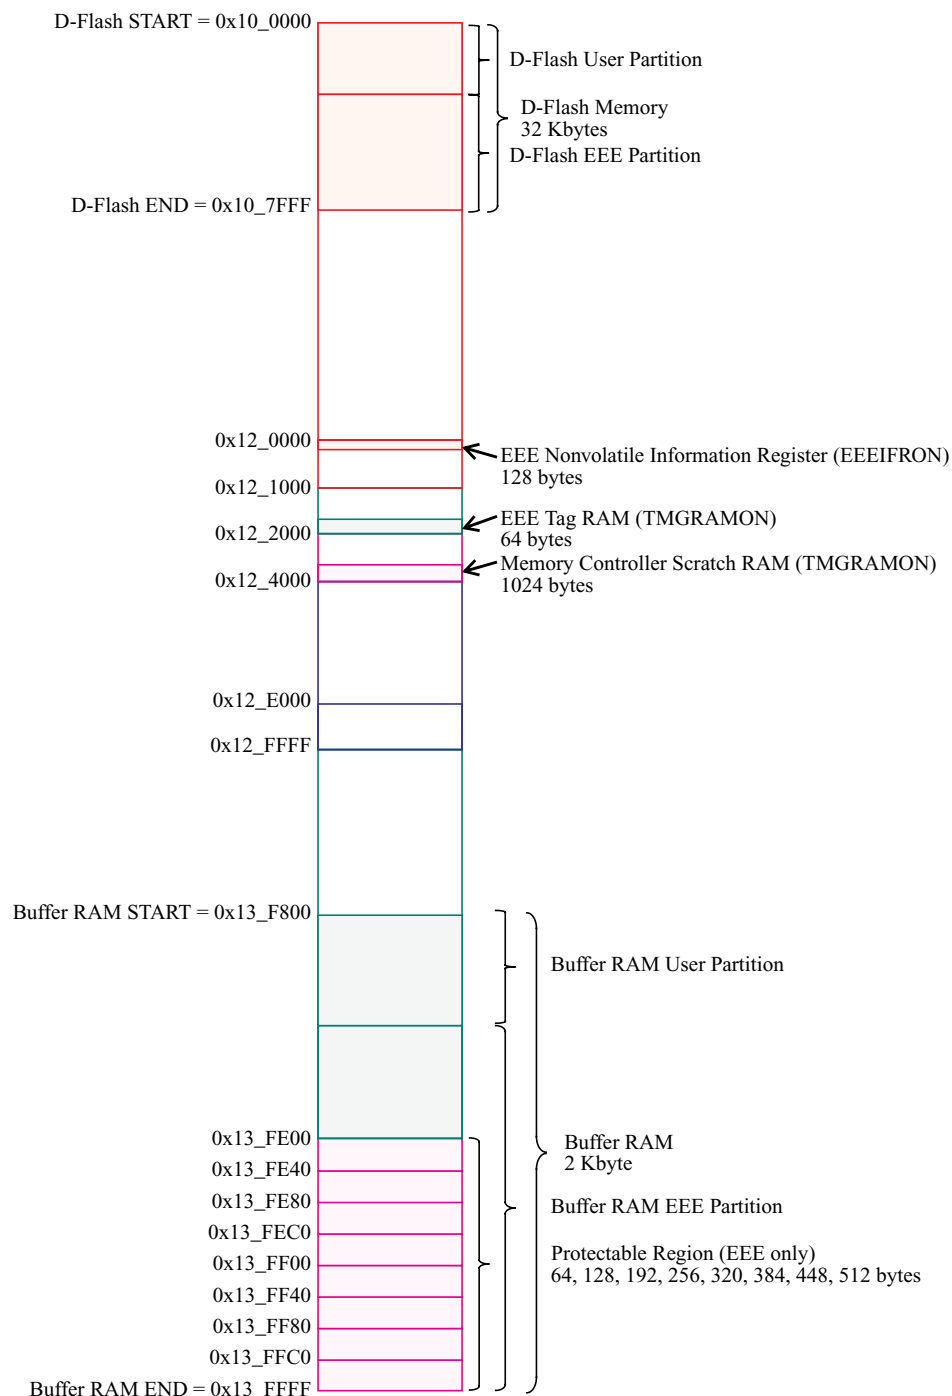 D-Flash START = 0x10_0000
D-Flash User Partition
D-Flash Memory
32 Kbytes
D-Flash EEE Partition
D-Flash END = 0x10_7FFF
0x12_0000
EEE Nonvolatile Information Register (EEEIFRON)
128 bytes
0x12_1000
EEE Tag RAM (TMGRAMON)
64 bytes
0x12_2000
Memory Controller Scratch RAM (TMGRAMON)
1024 bytes
0x12_4000
0x12_E000
0x12_FFFF
Buffer RAM START = 0x13_F800
Buffer RAM User Partition
0x13_FE00
Buffer RAM
2 Kbyte
0x13_FE40
0x13_FE80
Buffer RAM EEE Partition
0x13_FEC0
Protectable Region (EEE only)
64, 128, 192, 256, 320, 384, 448, 512 bytes
0x13_FF00
0x13_FF40
0x13_FF80
0x13_FFC0
Buffer RAM END = 0x13_FFFF